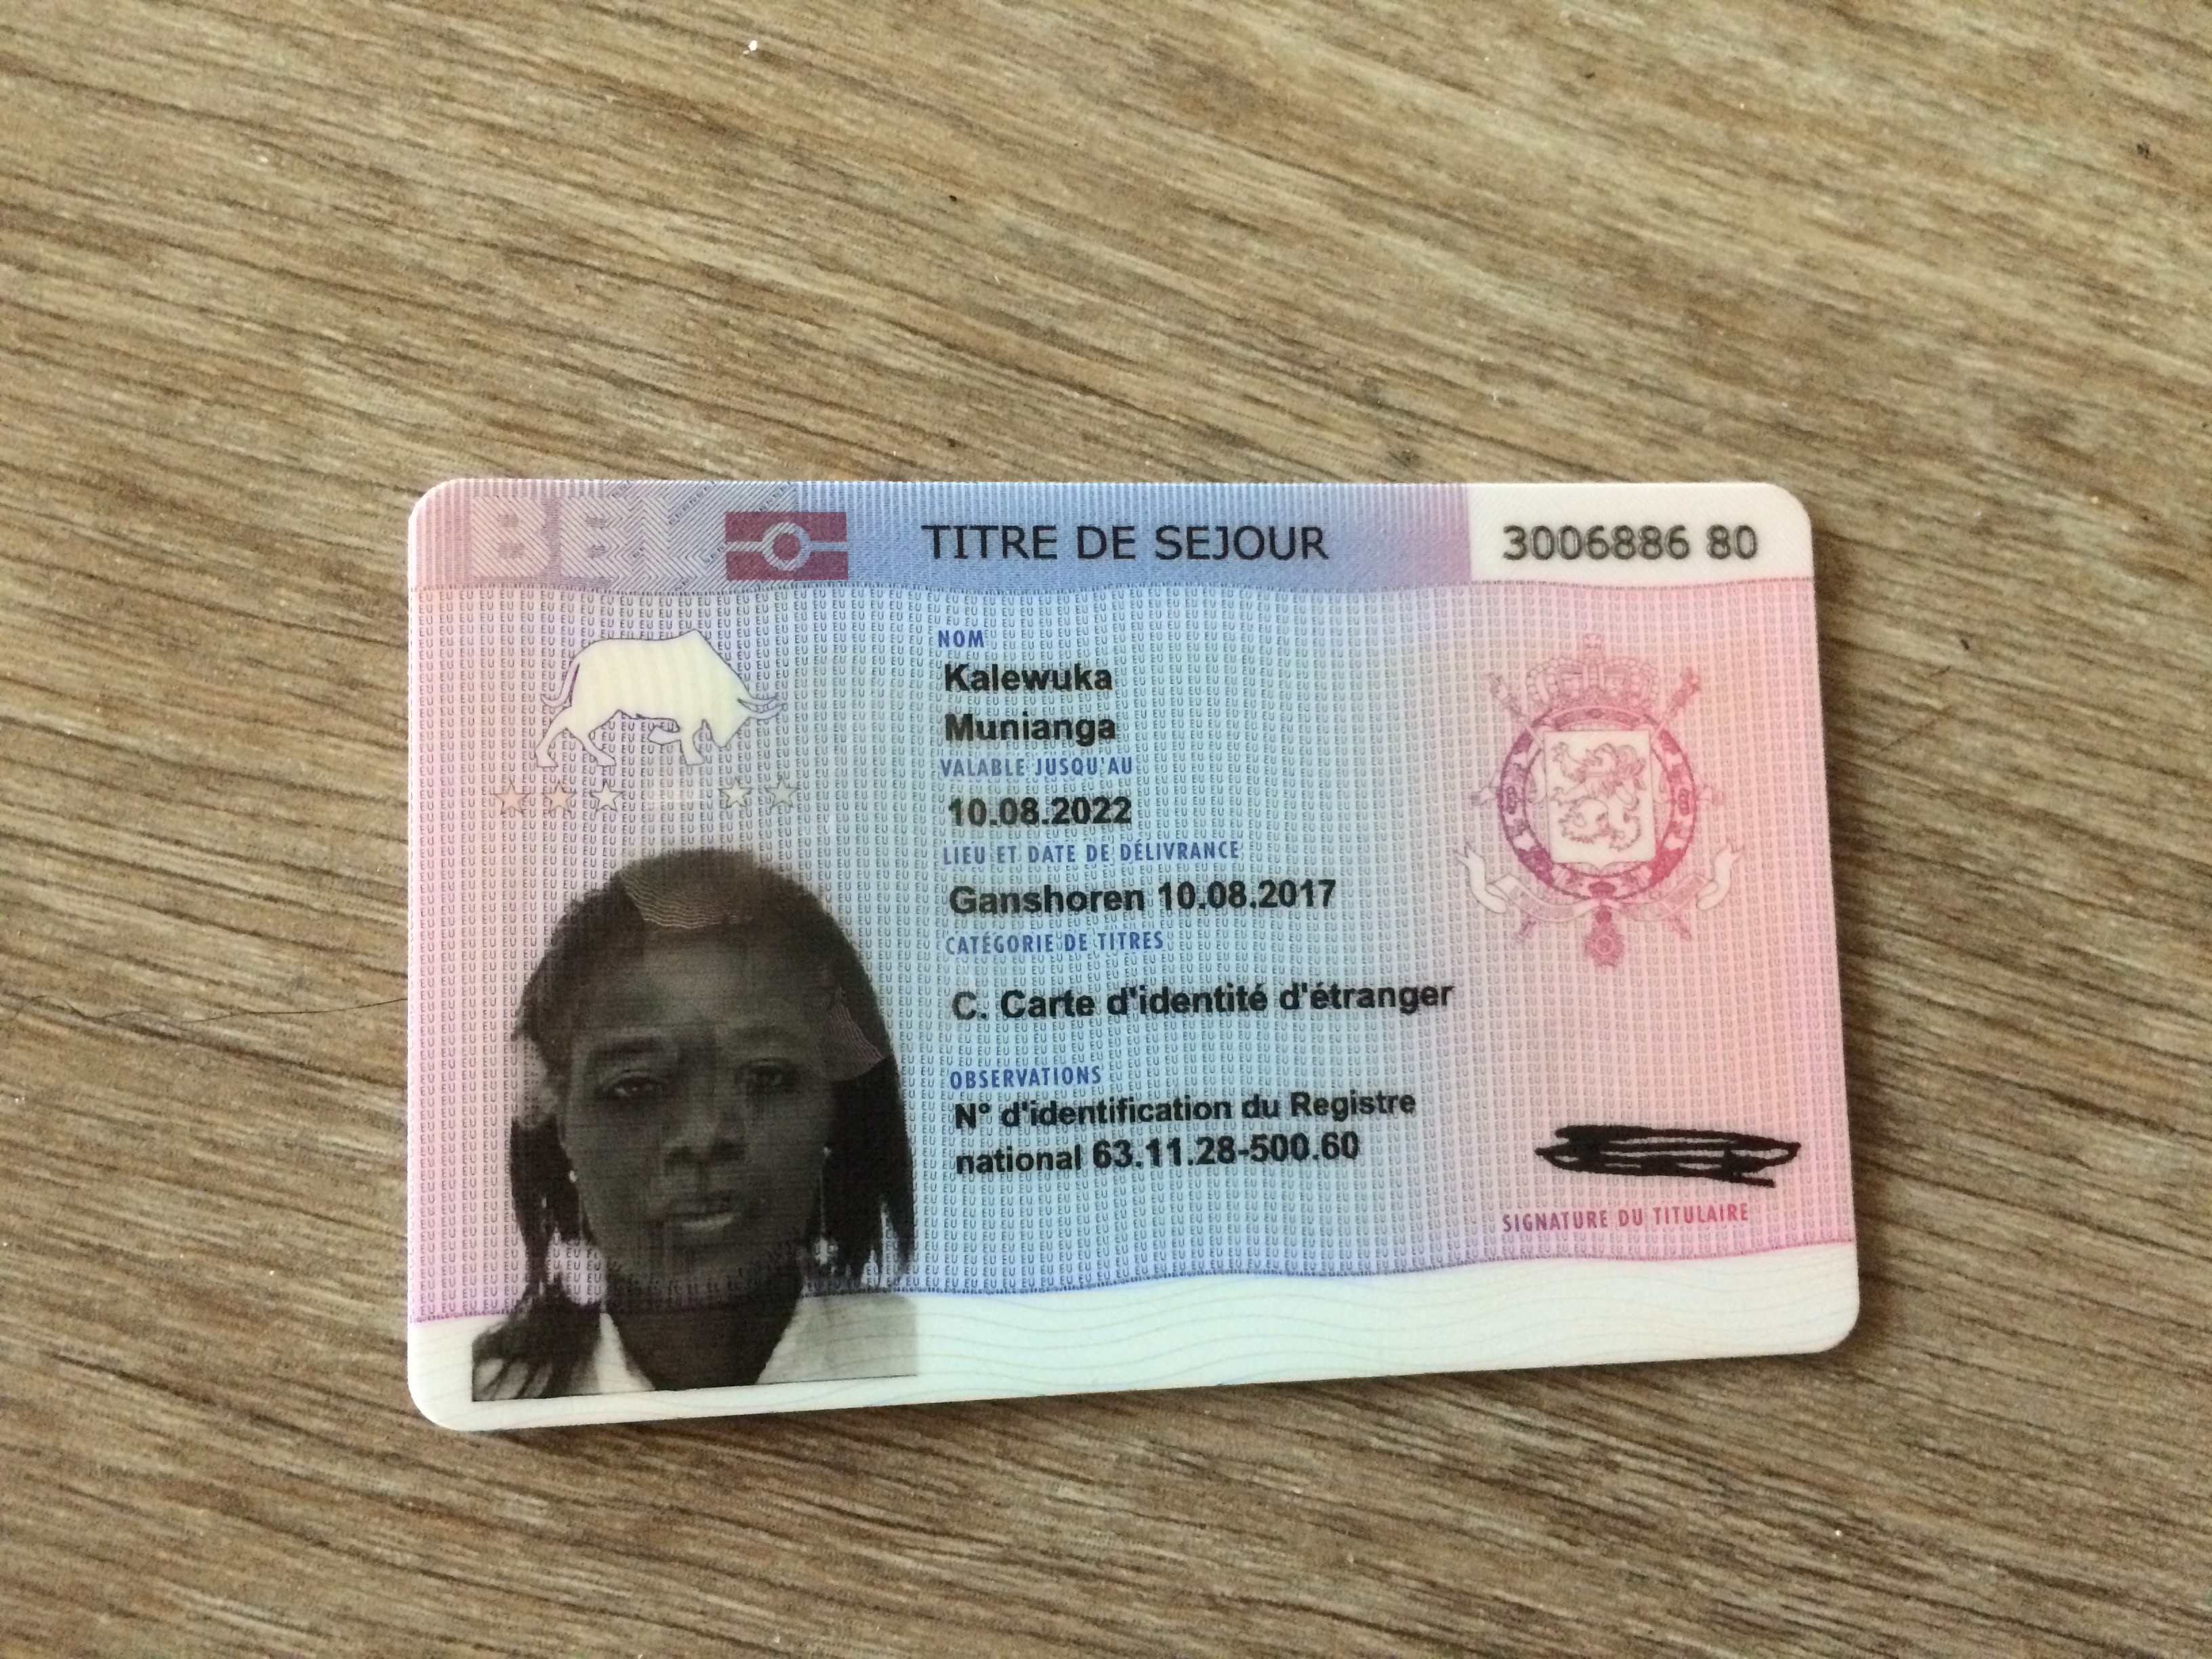 TITRE DE SEJOUR
3006886 80
NOM
Kalewuka
Munianga
VALABLE JUSQU'AU
10.08.2022
LIEU ET DATE DE DÉLIVRANCE
Ganshoren 10.08.2017
CATÉGORIE DE TITRES
C. Carte d'identité d'étranger
OBSERVATIONS
N° d'identification du Registre
national 63.11.28-500.60
SIGNATURE DU TITULAIRE